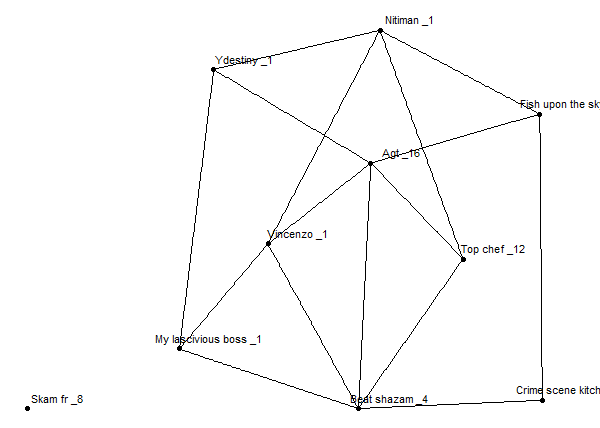 Nitiman _1
Ydestiny _1
Fish upon the sk
Agt _16
Vincenzo _1
Top chef _12
My lascivious boss _1
Crime scene kitch
Skam fr _8
Beat shazam _4